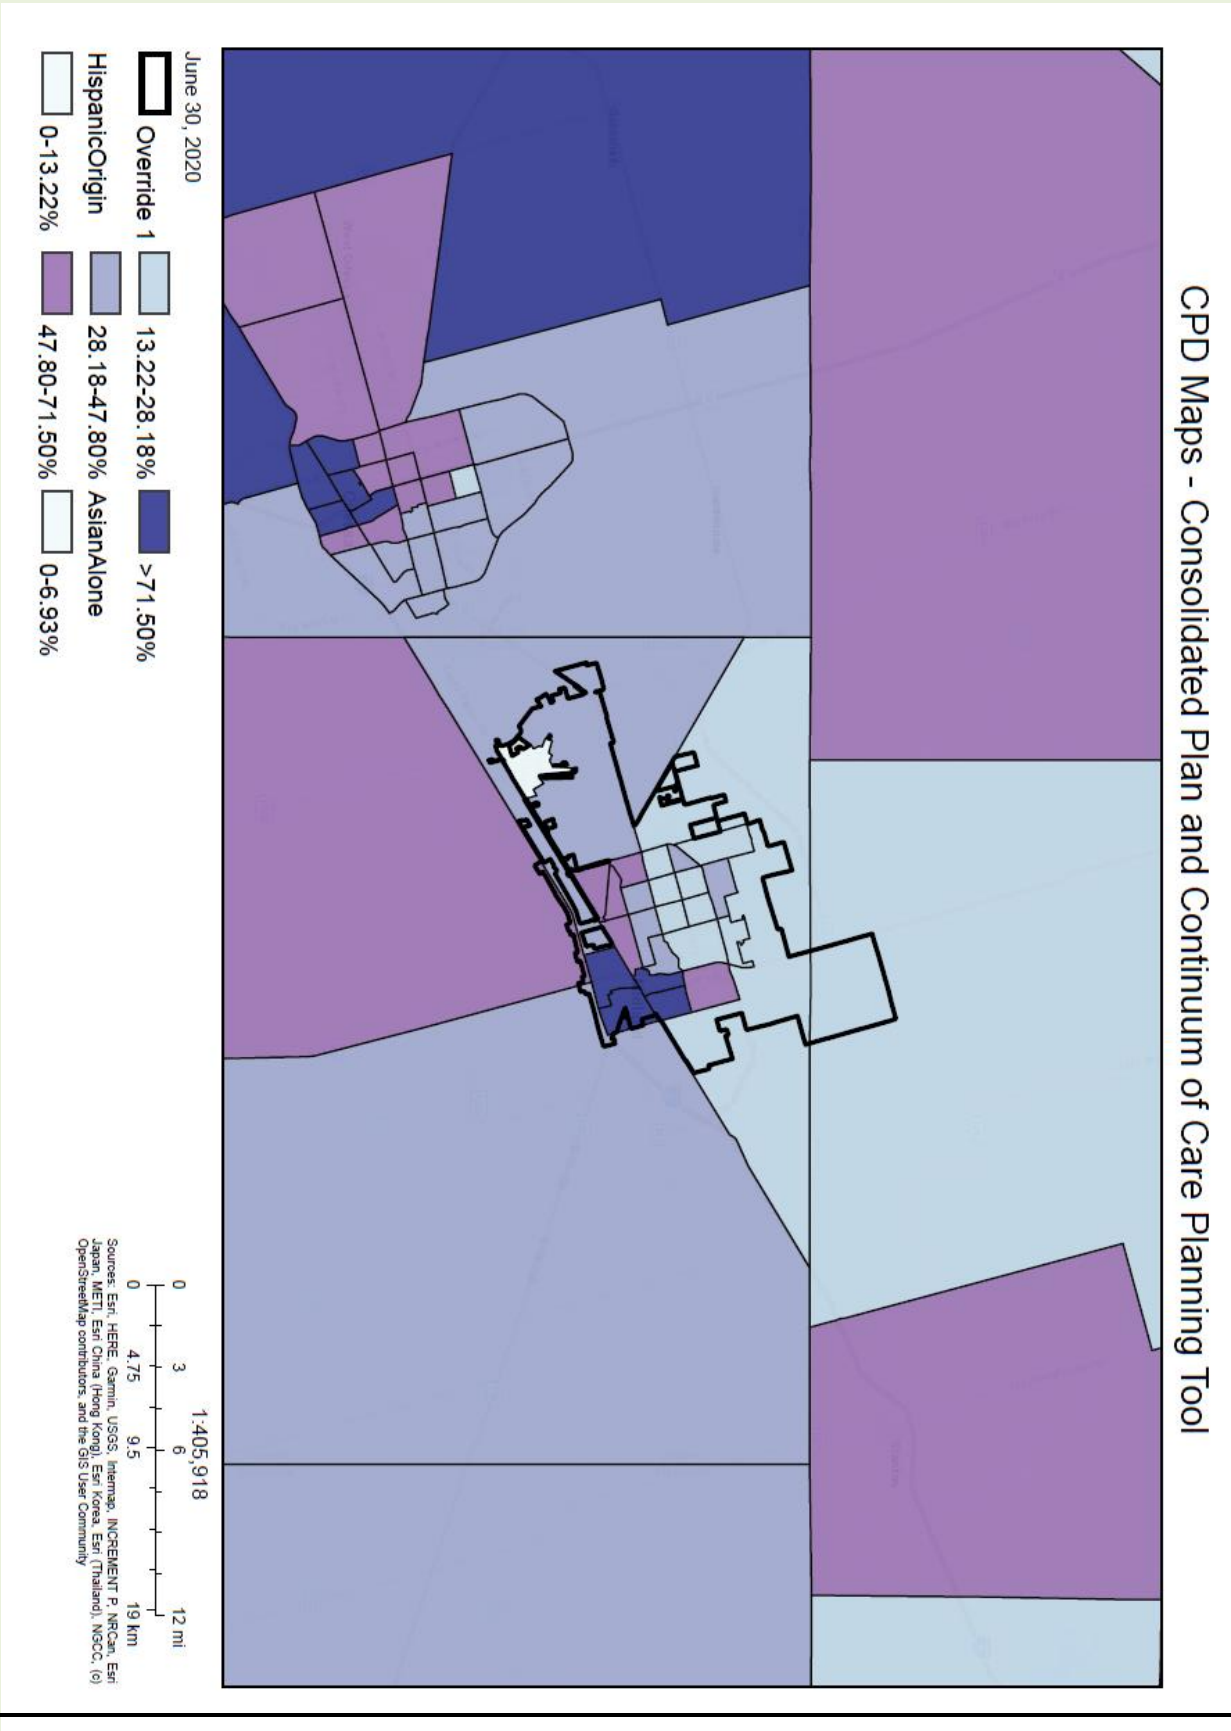 CPD Maps - Consolidated Plan and Continuum of Care Planning Tool
June 30, 2020
Override 1
HispanicOrigin
0-13.22%
13.22-28.18%
28.18-47.80%
47.80-71.50%
>71.50%
AsianAlone
0-6.93%
1:405,918
0 3 6 12 mi
0 4.75 9.5 19 km
Sources: Esri, HERE, Garmin, USGS, Intermap, INCREMENT P, NRCan, Esri
Japan, METI, Esri China (Hong Kong), Esri Korea, Esri (Thailand), NGCC, (c)
OpenStreetMap contributors, and the GIS User Community